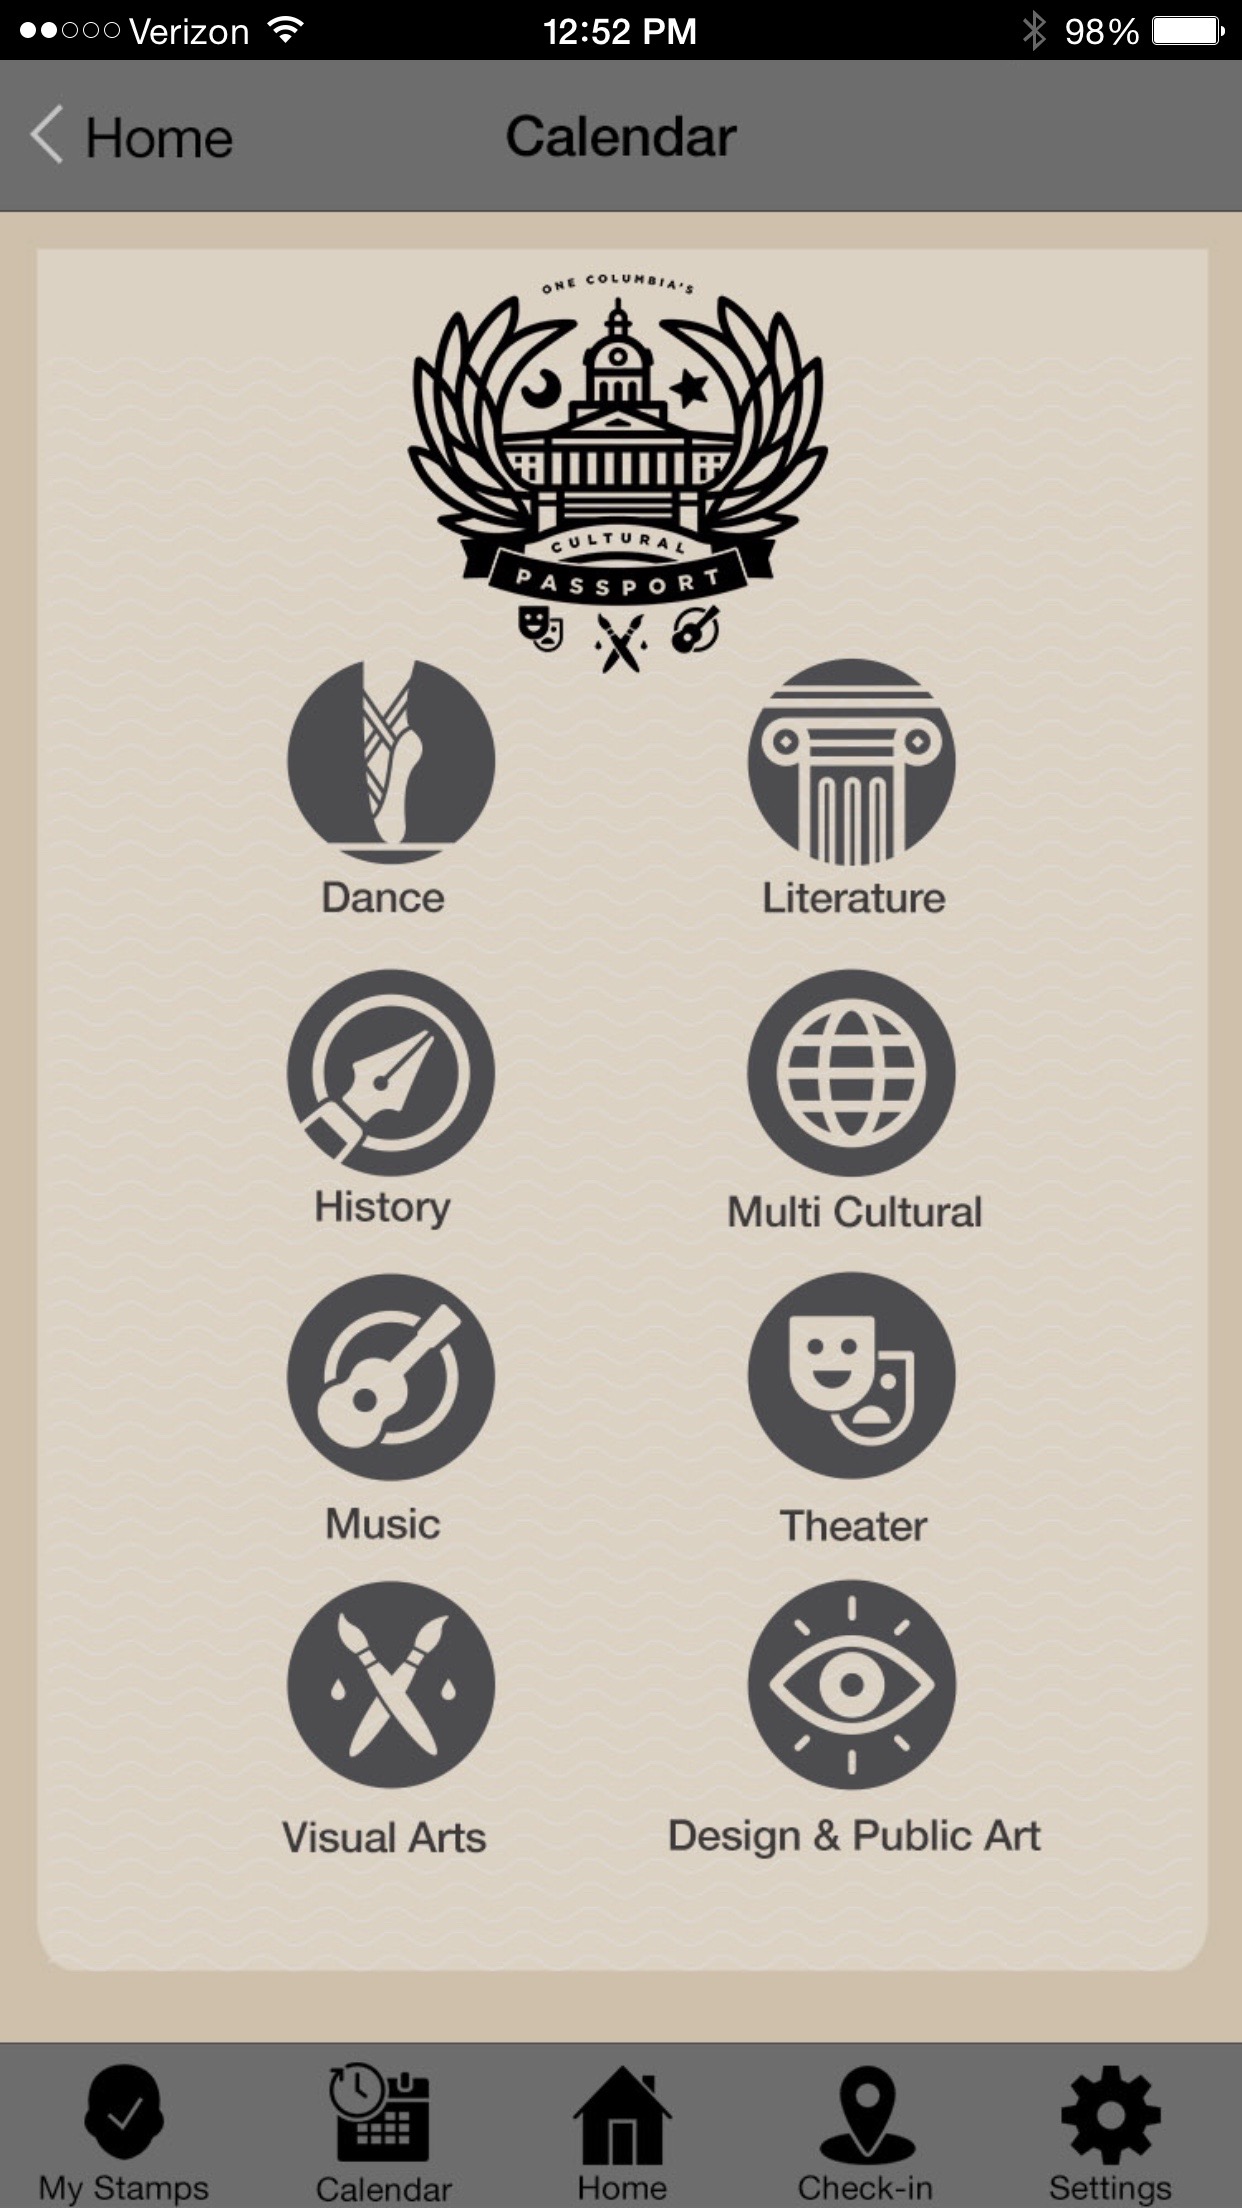 Verizon 12:52 PM 98%
Home Calendar
ONE COLUMBIA'S
CULTURAL
PASSPORT
Dance Literature
History Multi Cultural
Music Theater
Visual Arts Design & Public Art
My Stamps Calendar Home Check-in Settings